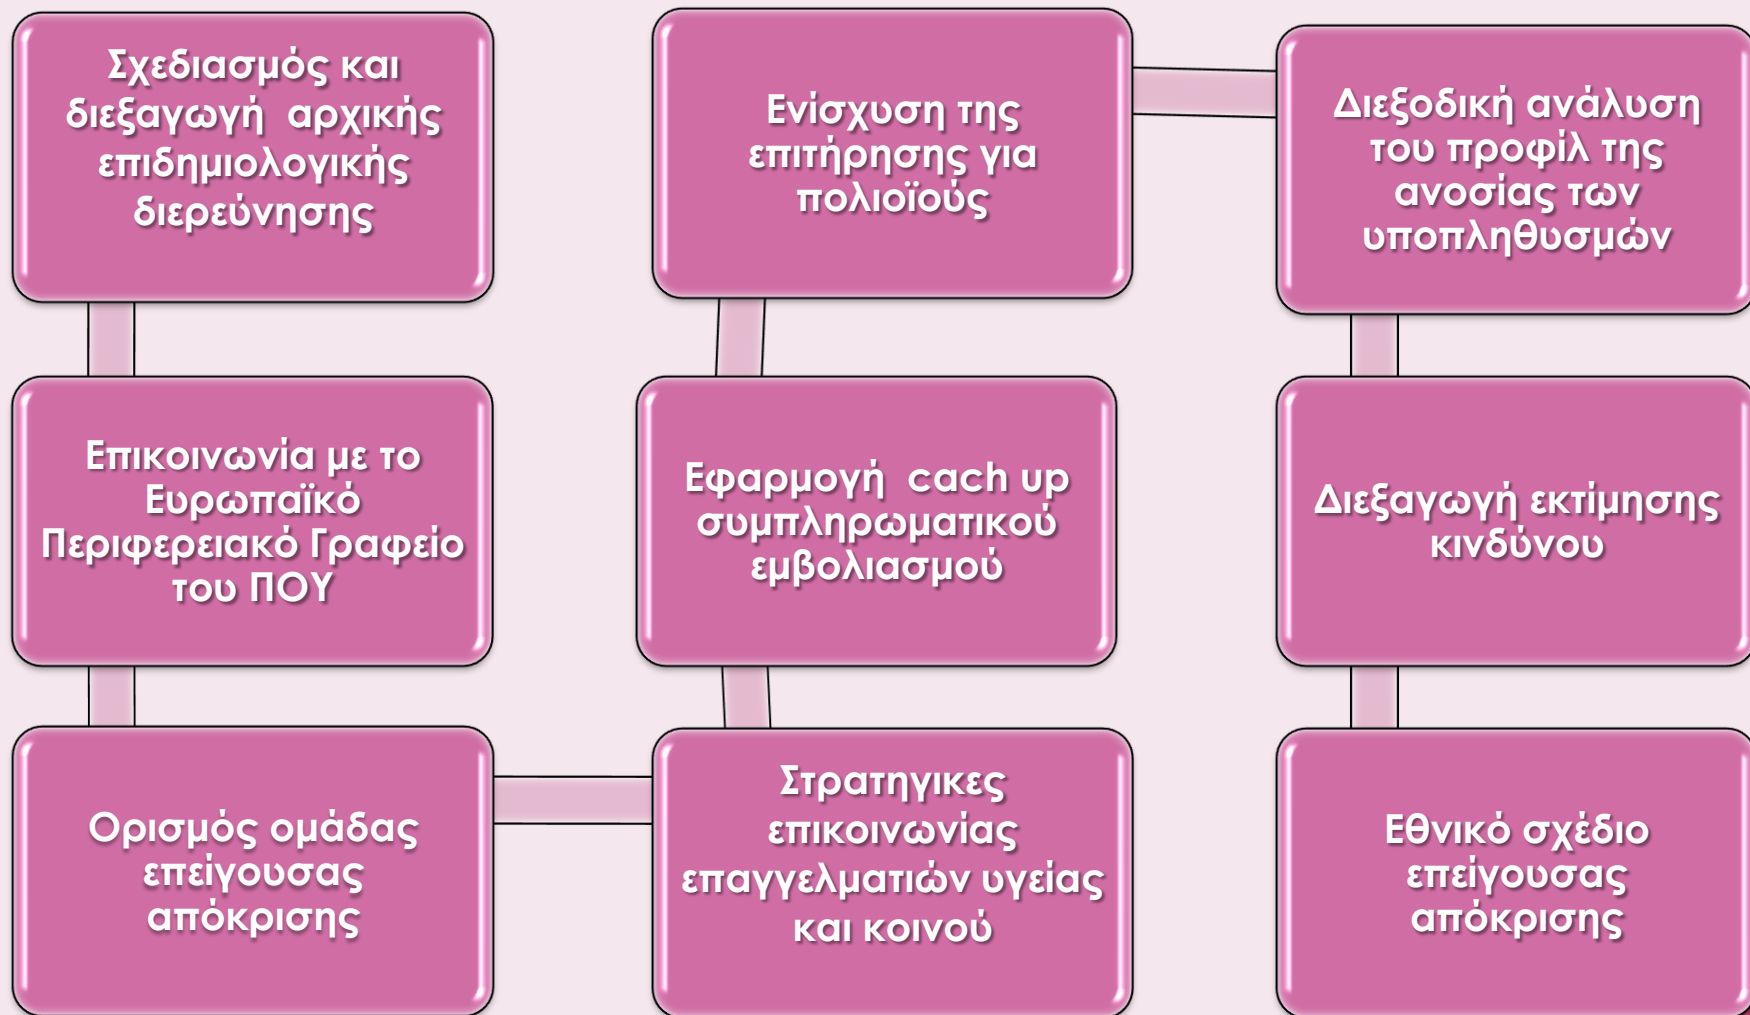 Σχεδιασμός και
διεξαγωγή αρχικής
επιδημιολογικής
διερεύνησης
Επικοινωνία με το
Ευρωπαϊκό
Περιφερειακό Γραφείο
του ΠΟΥ
Ορισμός ομάδας
επείγουσας
απόκρισης
Στρατηγικες
επικοινωνίας
επαγγελματιών υγείας
και κοινού
Εφαρμογή cach up
συμπληρωματικού
εμβολιασμού
Ενίσχυση της
επιτήρησης για
πολιοϊούς
Διεξοδική ανάλυση
του προφίλ της
ανοσίας των
υποπληθυσμών
Διεξαγωγή εκτίμησης
κινδύνου
Εθνικό σχέδιο
επείγουσας
απόκρισης